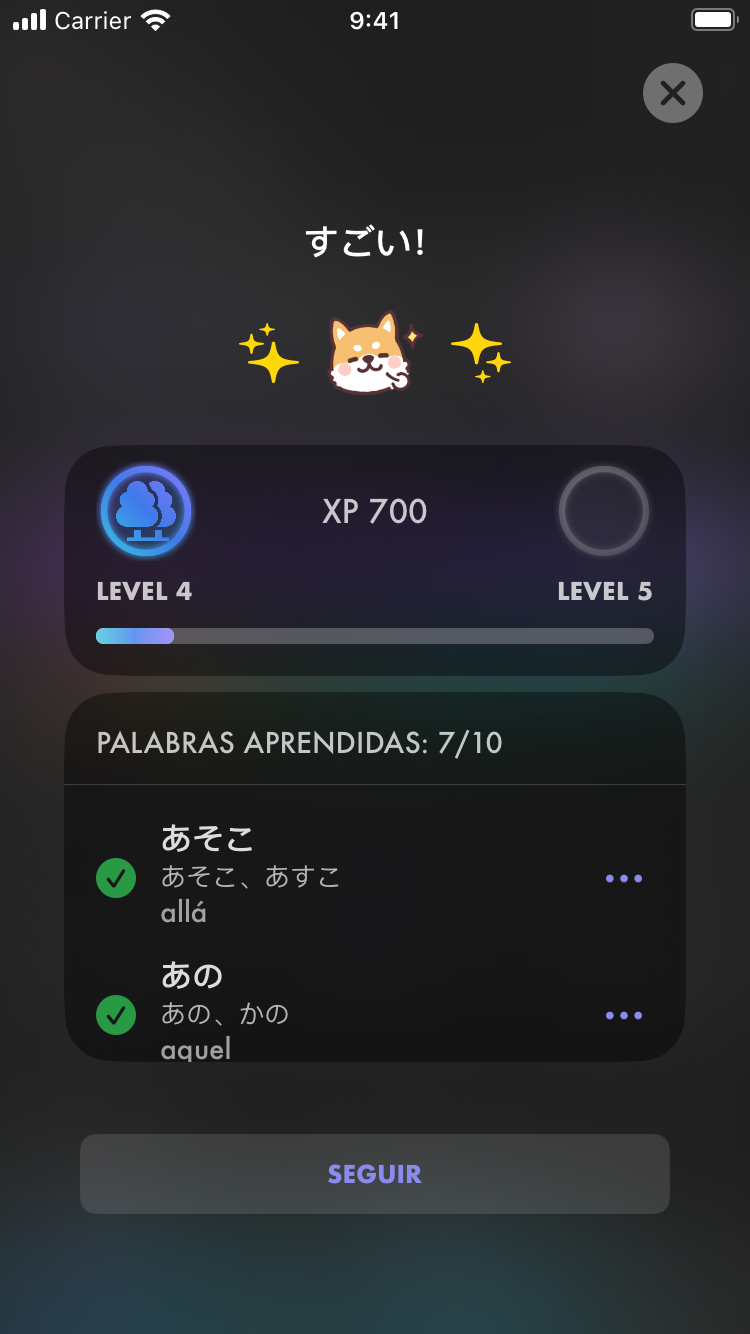 Carrier 9:41
すごい!
XP 700
LEVEL 4 LEVEL 5
PALABRAS APRENDIDAS: 7/10
あそこ
あそこ、あすこ
allá
あの
あの、かの
aquel
SEGUIR